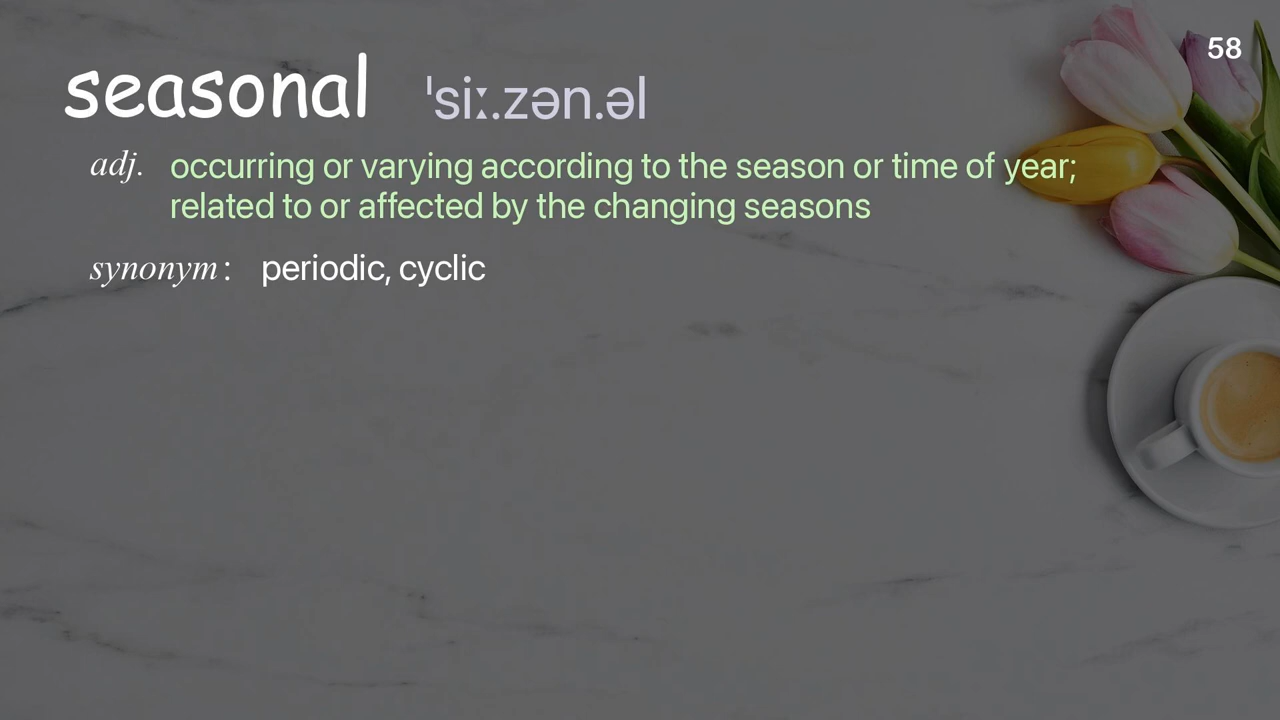 58
seasonal ˈsiː.zən.əl
adj. occurring or varying according to the season or time of year;
related to or affected by the changing seasons
synonym: periodic, cyclic